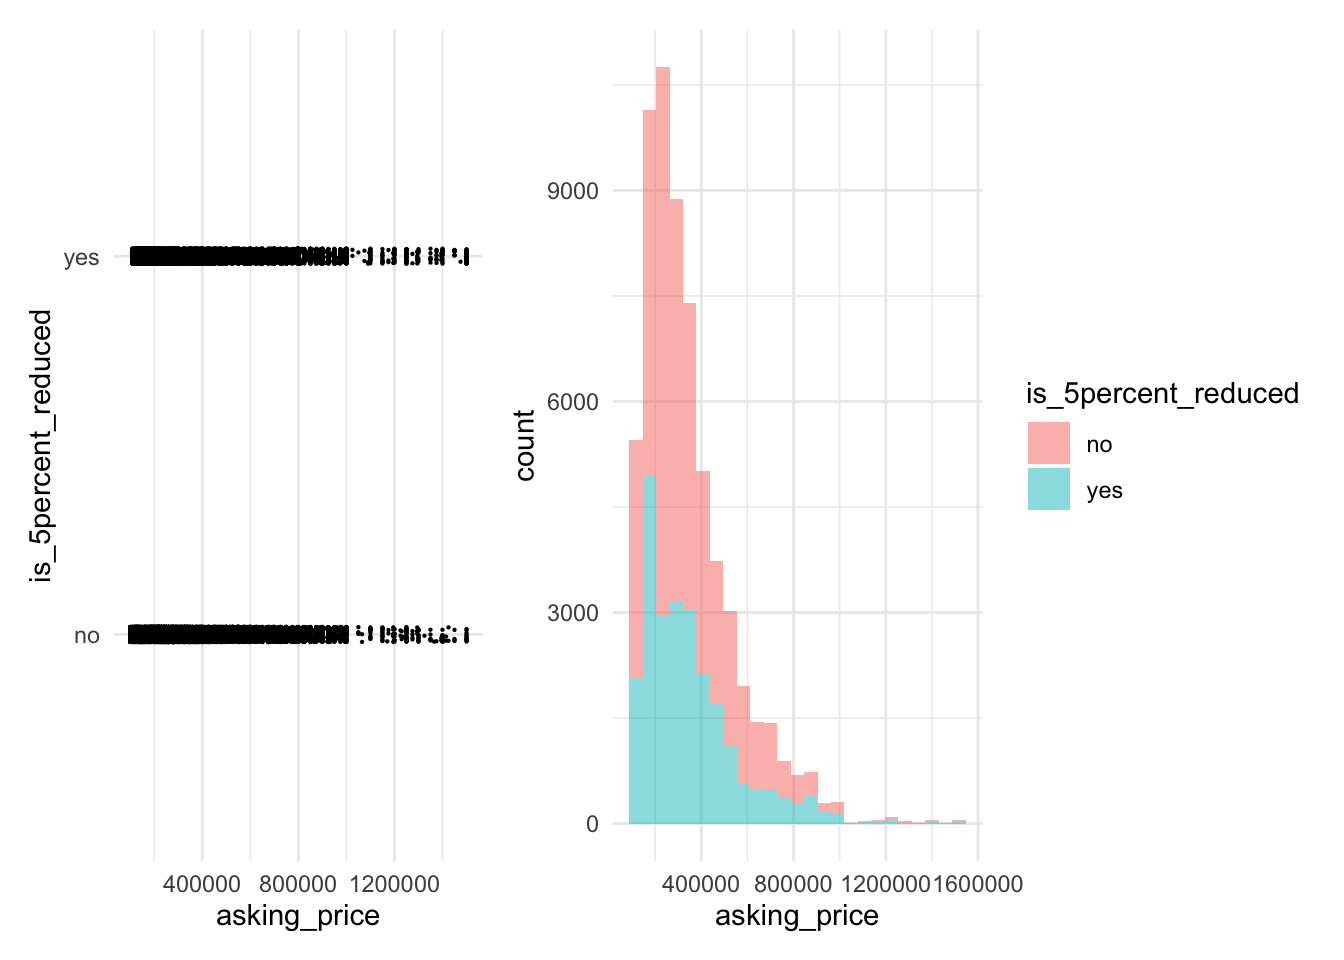 is_5percent_reduced
yes
no
400000 800000 1200000
asking_price
count
9000
6000
3000
0
400000 800000 1200000 1600000
asking_price
is_5percent_reduced
no
yes